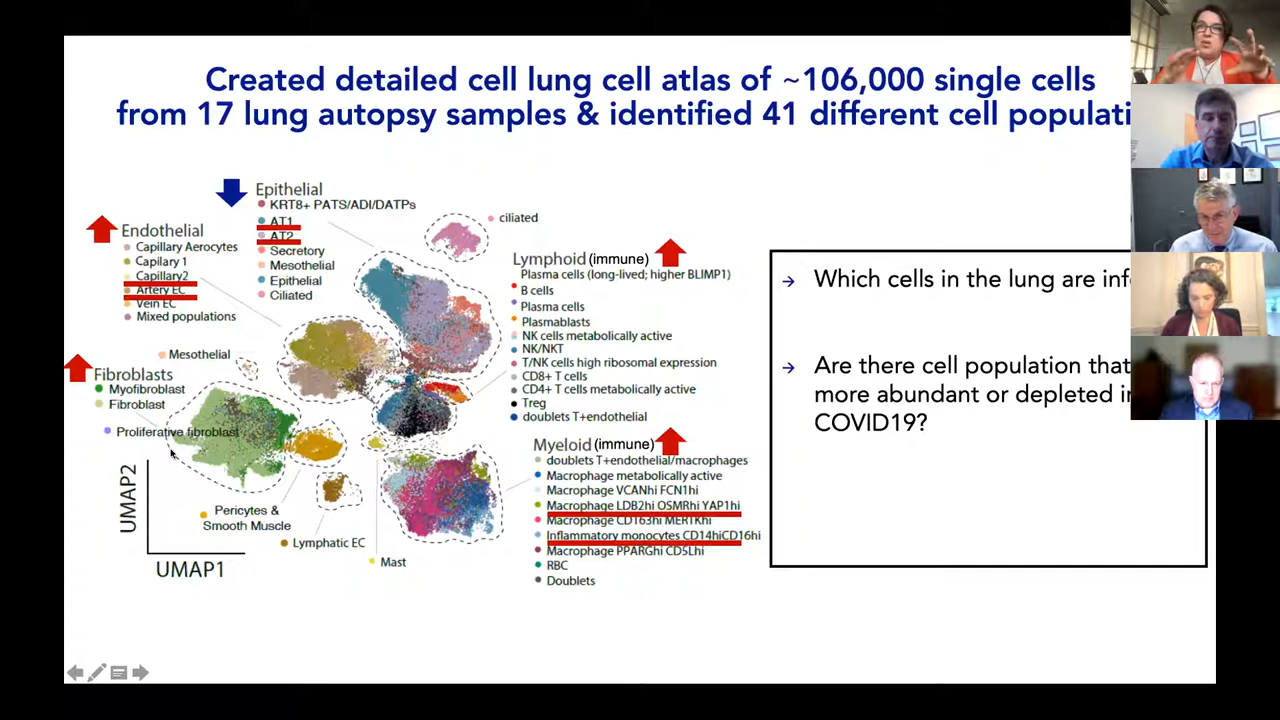 Created detailed cell lung cell atlas of ~106,000 single cells
from 17 lung autopsy samples & identified 41 different cell populati
Epithelial
KRT8+ PATS/ADI/DATPs
AT1
AT2
Secretory
Mesothelial
Epithelial
Ciliated
ciliated
Endothelial
Capillary Aerocytes
Capilary 1
Capillary2
Artery EC
Vein EC
Mixed populations
Mesothelial
Fibroblasts
Myofibroblast
Fibroblast
Proliferative fibroblast
Pericytes &
Smooth Muscle
Lymphatic EC
Mast
UMAP2
UMAP1
Lymphoid (immune)
Plasma cells (long-lived; higher BLIMP1)
B cells
Plasma cells
Plasmablasts
NK cells metabolically active
NK/NKT
T/NK cells high ribosomal expression
CD8+ T cells
CD4+ T cells metabolically active
Treg
doublets T+endothelial
Myeloid (immune)
doublets T+endothelial/macrophages
Macrophage metabolically active
Macrophage VCANhi FCN1hi
Macrophage LDB2hi OSMRhi YAP1hi
Macrophage CD163hi MERTKhi
Inflammatory monocytes CD14hiCD16hi
Macrophage PPARGhi CD5Lhi
RBC
Doublets
→ Which cells in the lung are inf
→ Are there cell population that
more abundant or depleted i
COVID19?